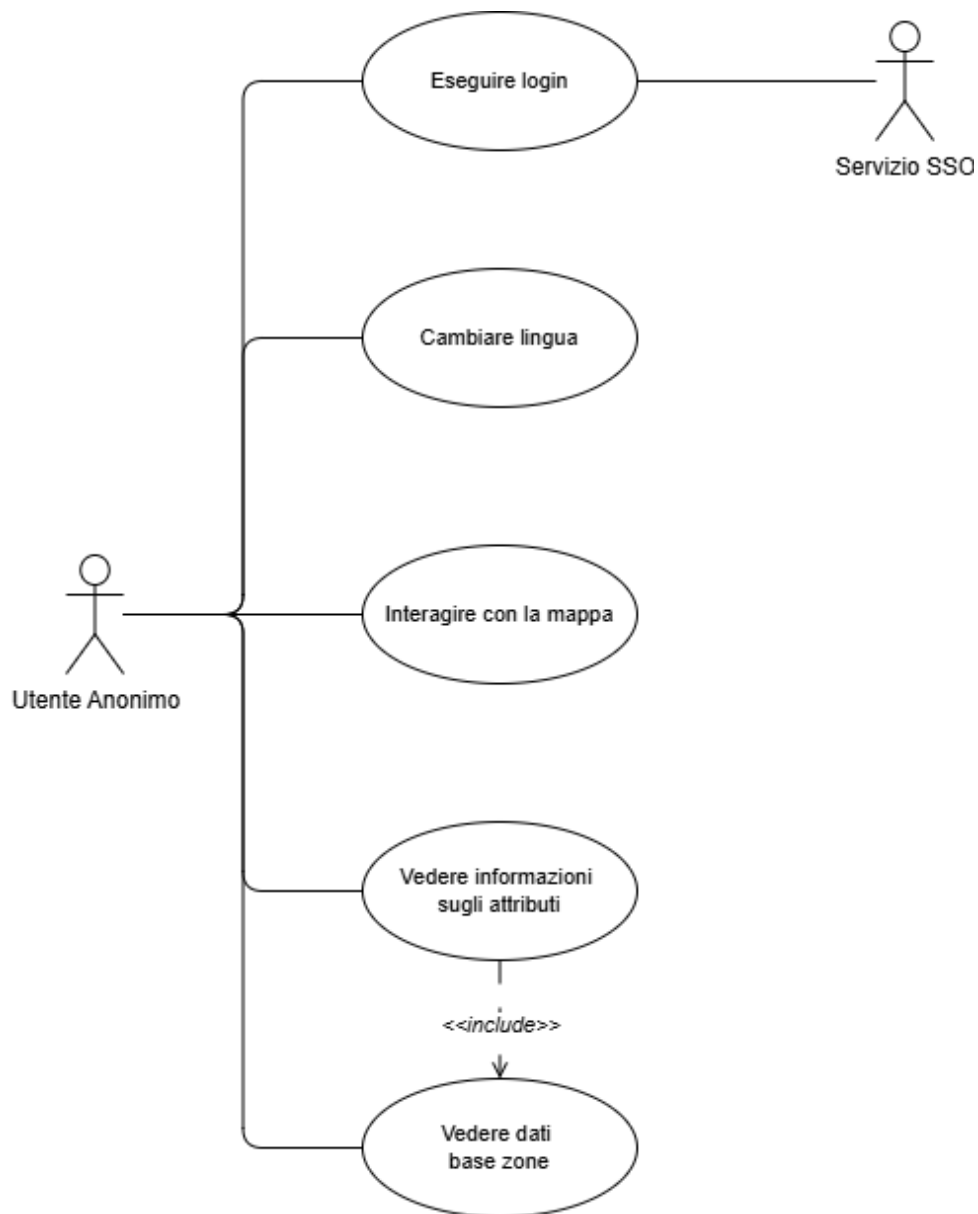 Eseguire login
Servizio SSO
Cambiare lingua
Interagire con la mappa
Utente Anonimo
Vedere informazioni
sugli attributi
<<include>>
Vedere dati
base zone